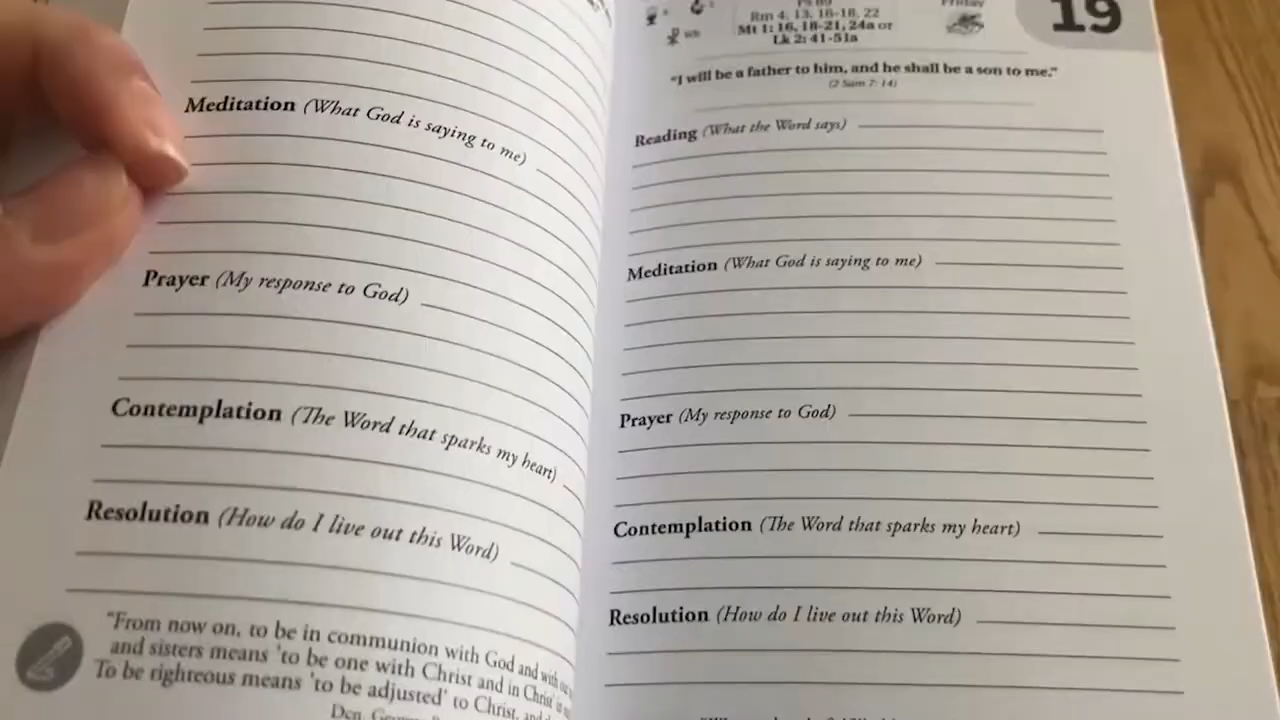 Meditation (What God is saying to me)
Prayer (My response to God)
Contemplation (The Word that sparks my heart)
Resolution (How do I live out this Word)
"From now on, to be in communion with God and with
and sisters means 'to be one with Christ and in Christ'
To be righteous means 'to be adjusted' to Christ,
Friday
19
Rm 4: 13, 16-18, 22
Mt 1: 16, 18-21, 24a or
Lk 2: 41-51a
"I will be a father to him, and he shall be a son to me."
(2 Sam 7: 14)
Reading (What the Word says)
Meditation (What God is saying to me)
Prayer (My response to God)
Contemplation (The Word that sparks my heart)
Resolution (How do I live out this Word)